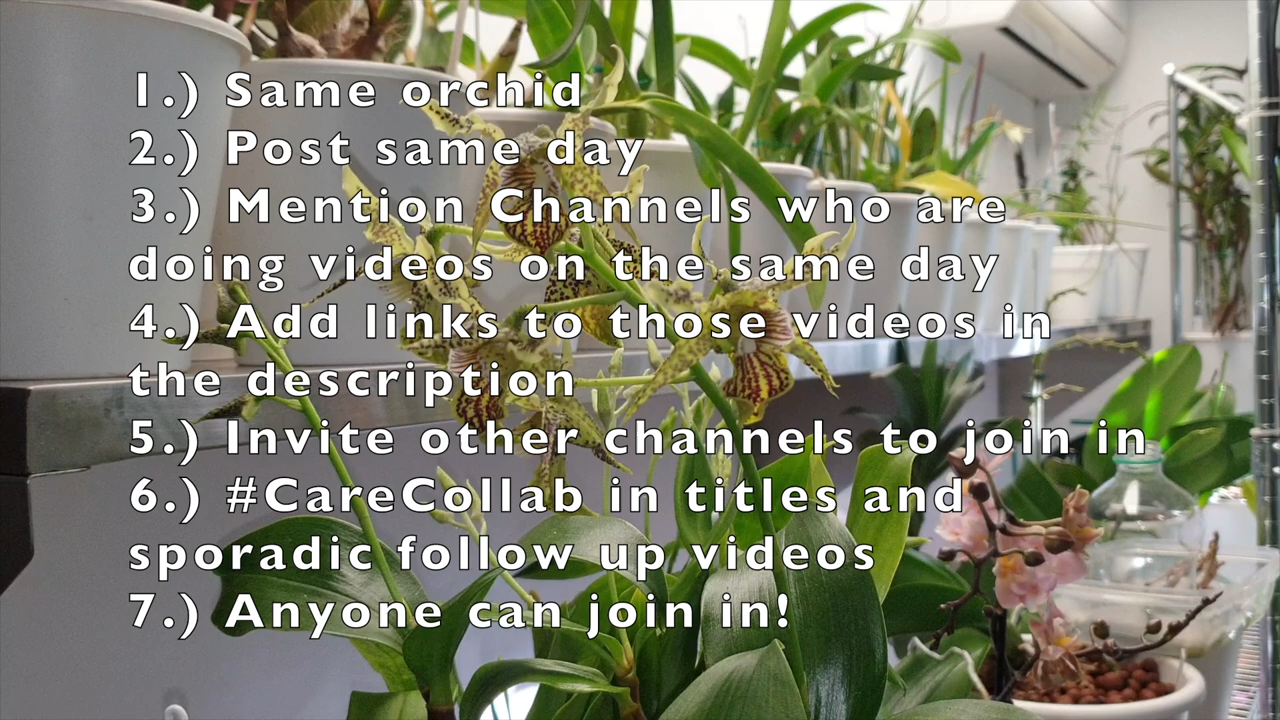 1.) Same orchid
2.) Post same day
3.) Mention Channels who are
doing videos on the same day
4.) Add links to those videos in
the description
5.) Invite other channels to join in
6.) #CareCollab in titles and
sporadic follow up videos
7.) Anyone can join in!